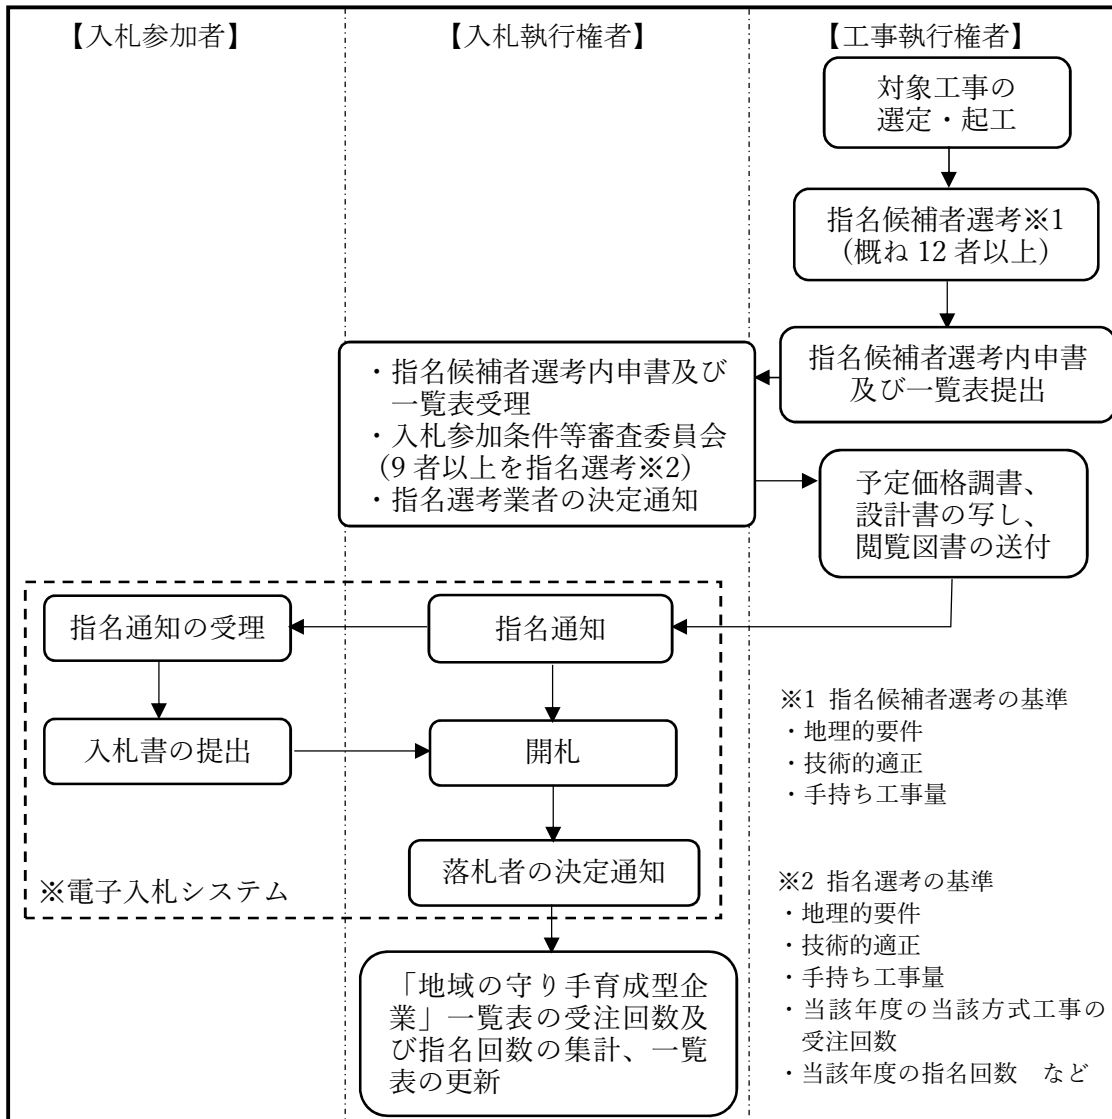 【入札参加者】
【入札執行権者】
【工事執行権者】
対象工事の
選定・起工
指名候補者選考※1
（概ね 12 者以上）
指名候補者選考内申書
及び一覧表提出
・指名候補者選考内申書及び
一覧表受理
・入札参加条件等審査委員会
（9 者以上を指名選考※2）
・指名選考業者の決定通知
予定価格調書、
設計書の写し、
閲覧図書の送付
指名通知の受理
指名通知
入札書の提出
開札
落札者の決定通知
※電子入札システム
「地域の守り手育成型企
業」一覧表の受注回数及
び指名回数の集計、一覧
表の更新
※1 指名候補者選考の基準
・地理的要件
・技術的適正
・手持ち工事量
※2 指名選考の基準
・地理的要件
・技術的適正
・手持ち工事量
・当該年度の当該方式工事の
受注回数
・当該年度の指名回数　など